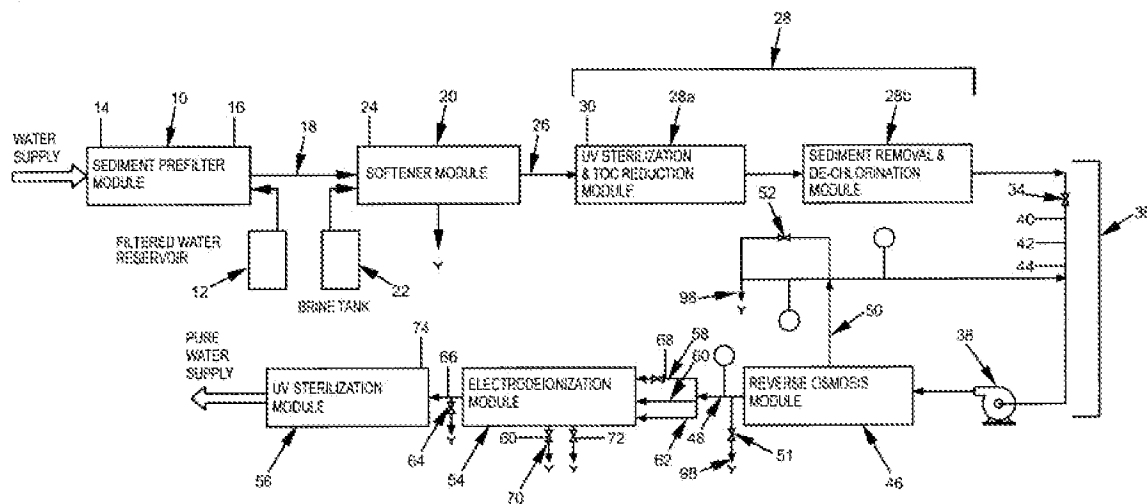 28
14
10
16
24
20
30
28a
28b
WATER
SUPPLY
18
26
SEDIMENT PREFILTER
MODULE
SOFTENER MODULE
UV STERILIZATION
& TOC REDUCTION
MODULE
SEDIMENT REMOVAL &
DE-CHLORINATION
MODULE
34
52
40
42
44
FILTERED WATER
RESERVOIR
12
BRINE TANK
22
98
50
PURE
WATER
SUPPLY
74
66
68
58
60
38
UV STERILIZATION
MODULE
ELECTRODEIONIZATION
MODULE
REVERSE OSMOSIS
MODULE
56
64
54
60
70
72
62
48
98
51
46